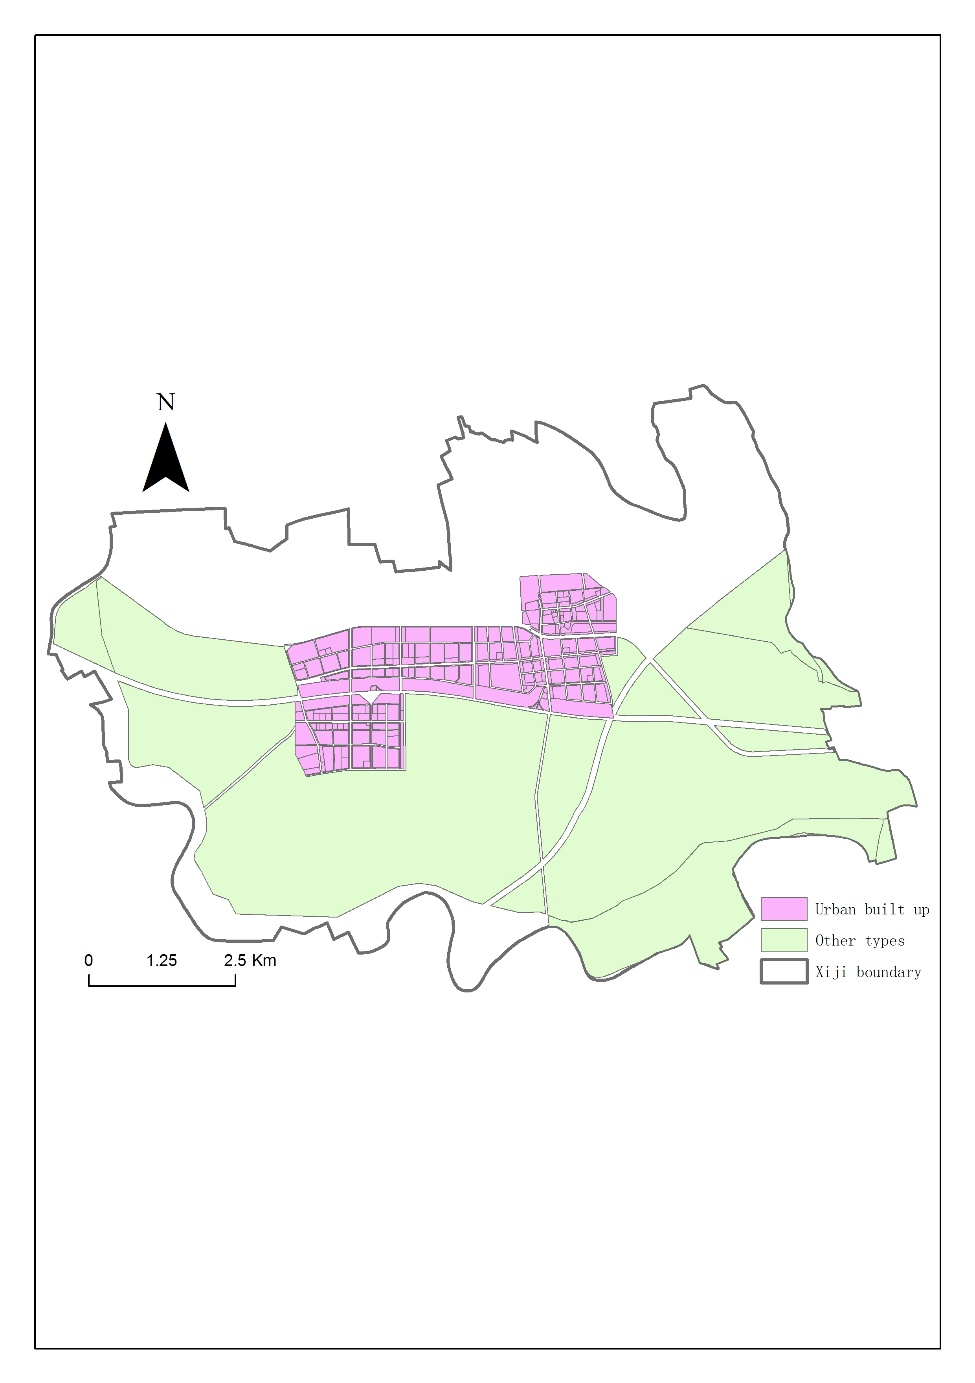 N
Urban built up
Other types
Xiji boundary
0 1.25 2.5 Km